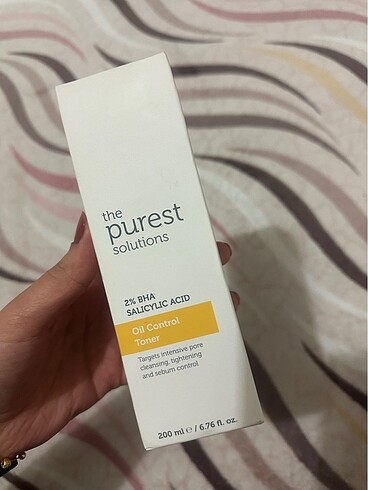 the
purest
solutions
2% BHA
SALICYLIC ACID
Oil Control
Toner
Targets intensive pore
cleansing, tightening
and sebum control
200 ml ℮ / 6.76 fl. oz.